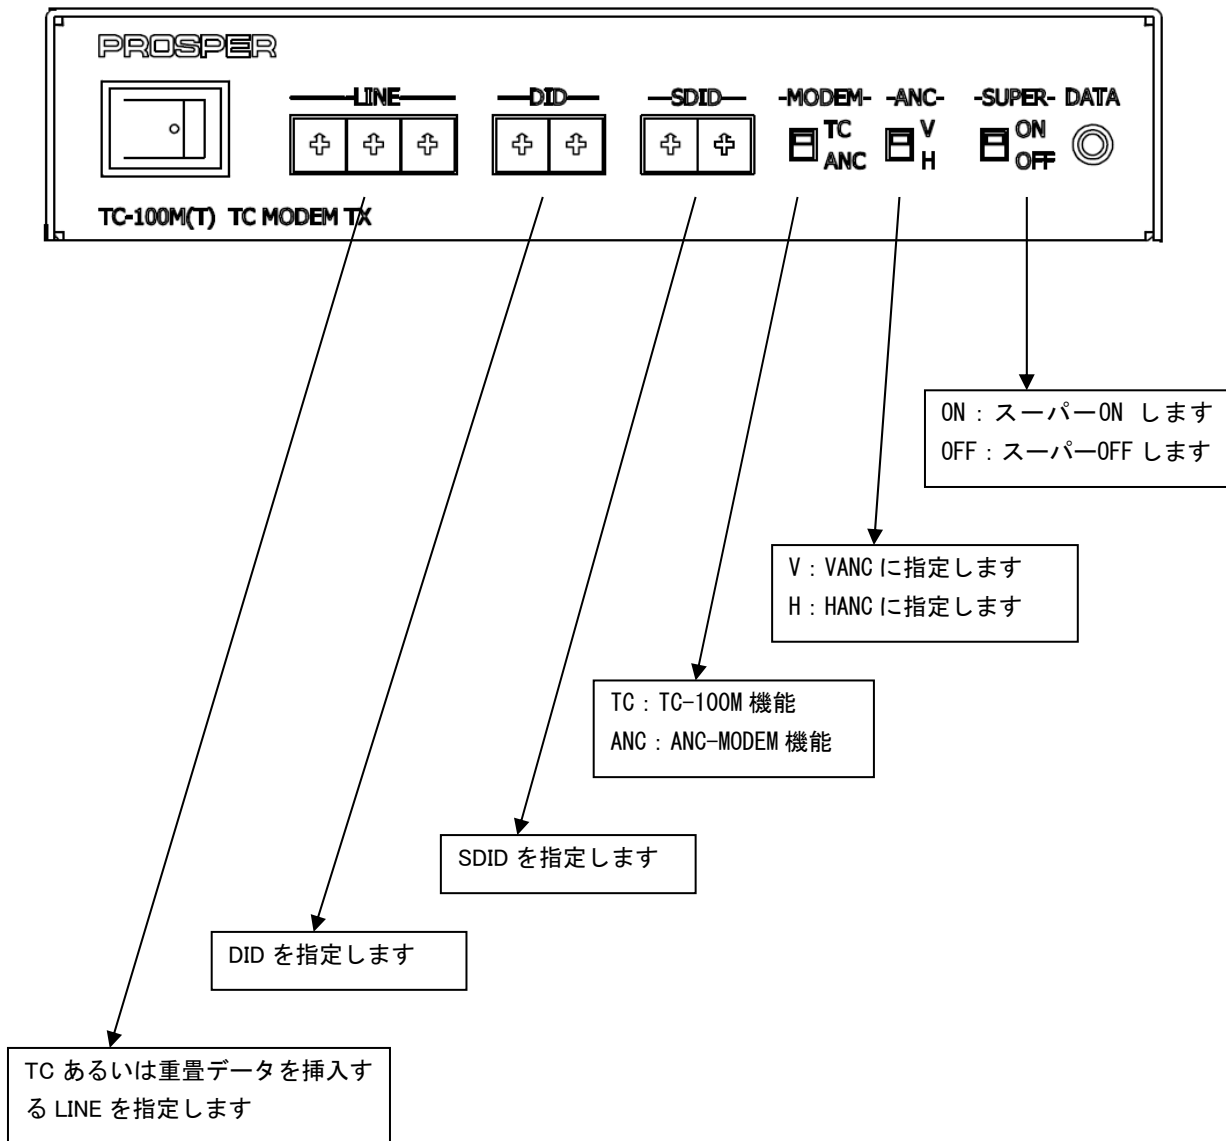 PROSPER
LINE DID SDID -MODEM- -ANC- -SUPER- DATA
TC V ON
ANC H OFF
TC-100M(T) TC MODEM TX
ON：スーパーON します
OFF：スーパーOFF します
V：VANC に指定します
H：HANC に指定します
TC：TC-100M 機能
ANC：ANC-MODEM 機能
SDID を指定します
DID を指定します
TC あるいは重畳データを挿入す
る LINE を指定します